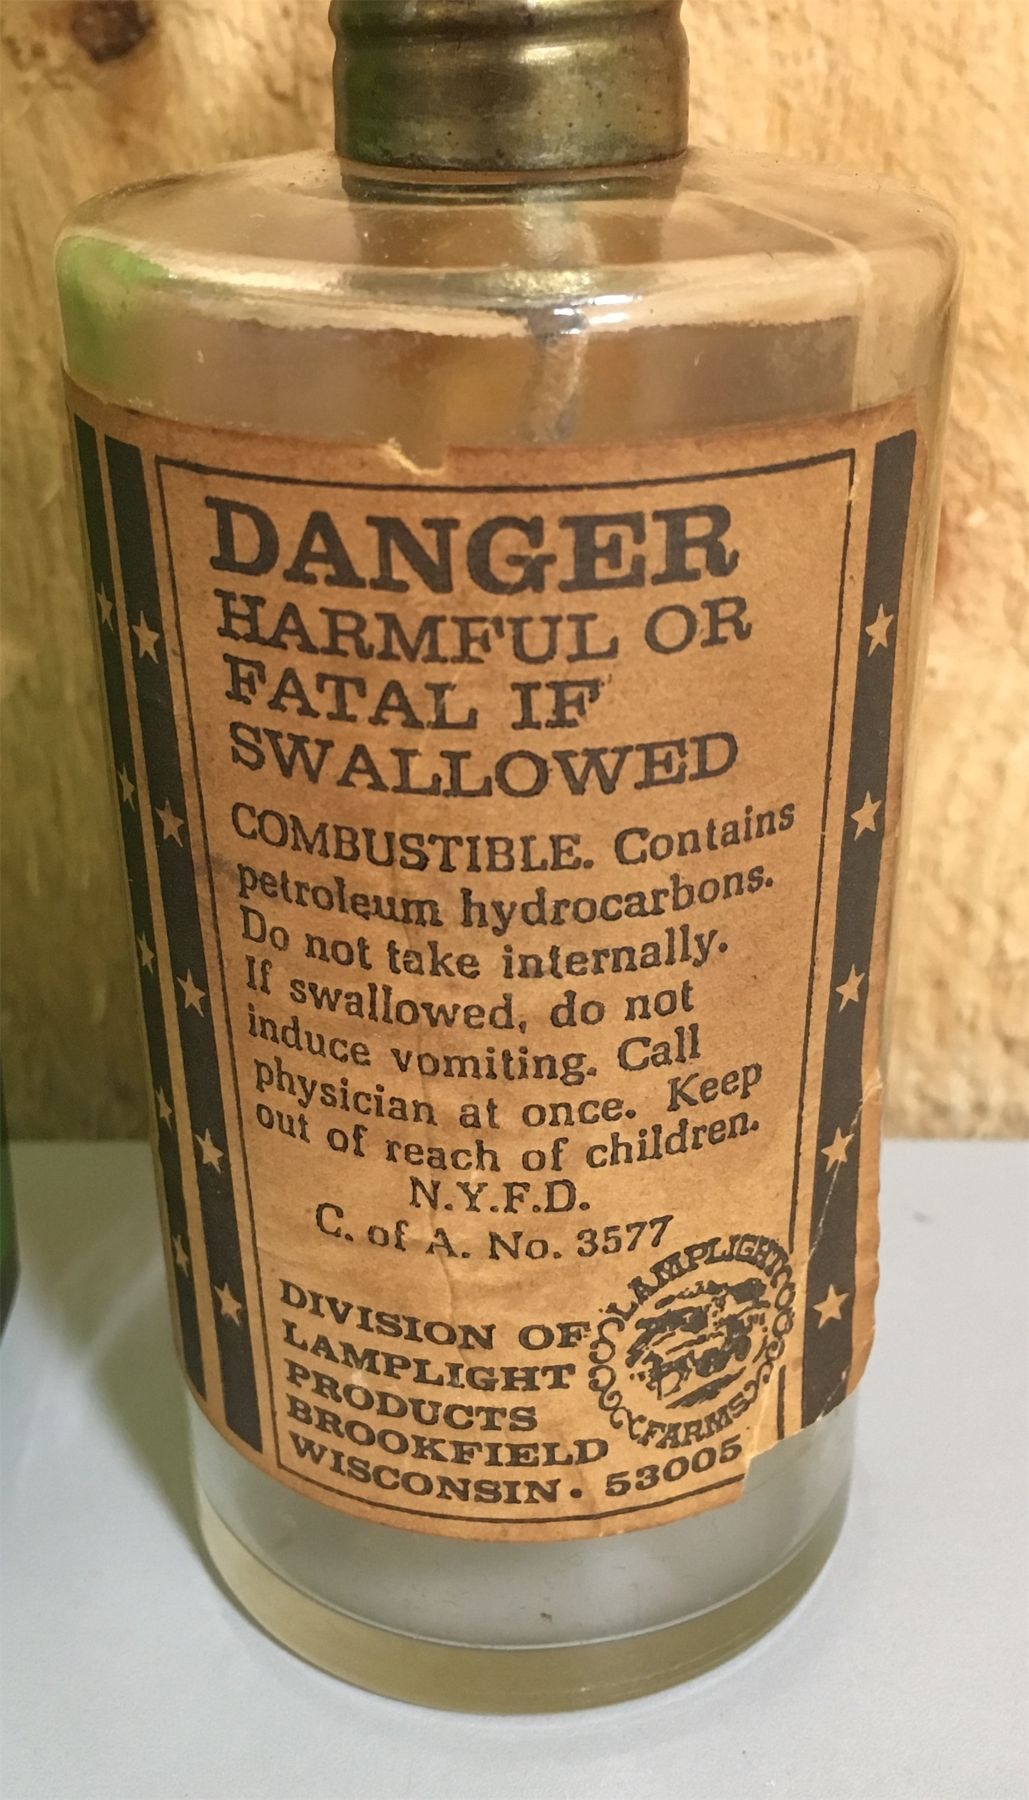 DANGER
HARMFUL OR
FATAL IF
SWALLOWED
COMBUSTIBLE. Contains
petroleum hydrocarbons.
Do not take internally.
If swallowed, do not
induce vomiting. Call
physician at once. Keep
out of reach of children.
N.Y.F.D.
C. of A. No. 3577
DIVISION OF
LAMPLIGHT
PRODUCTS
BROOKFIELD
WISCONSIN • 53005
LAMPLIGHT
FARMS